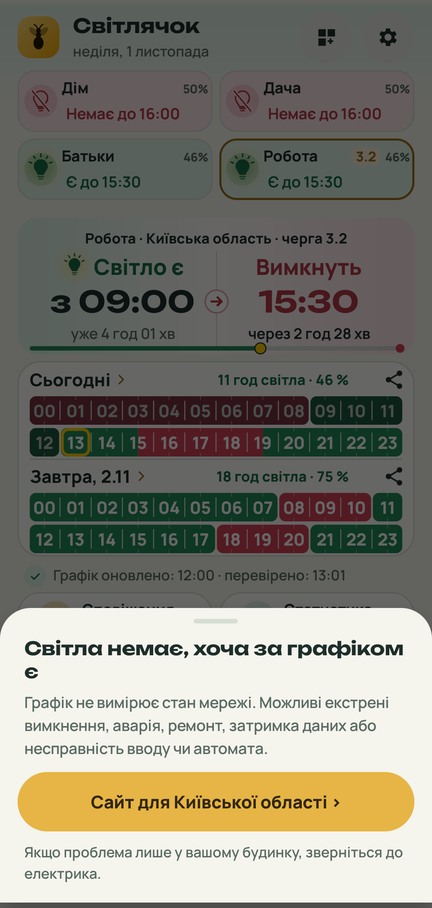 Світлячок
неділя, 1 листопада
Дім 50%
Немає до 16:00
Дача 50%
Немає до 16:00
Батьки 46%
Є до 15:30
Робота 3.2 46%
Є до 15:30
Робота · Київська область · черга 3.2
Світло є
з 09:00
уже 4 год 01 хв
Вимкнуть
15:30
через 2 год 28 хв
Сьогодні › 11 год світла · 46 %
00 01 02 03 04 05 06 07 08 09 10 11
12 13 14 15 16 17 18 19 20 21 22 23
Завтра, 2.11 › 18 год світла · 75 %
00 01 02 03 04 05 06 07 08 09 10 11
12 13 14 15 16 17 18 19 20 21 22 23
Графік оновлено: 12:00 · перевірено: 13:01
Світла немає, хоча за графіком
є
Графік не вимірює стан мережі. Можливі екстрені
вимкнення, аварія, ремонт, затримка даних або
несправність вводу чи автомата.
Сайт для Київської області ›
Якщо проблема лише у вашому будинку, зверніться до
електрика.